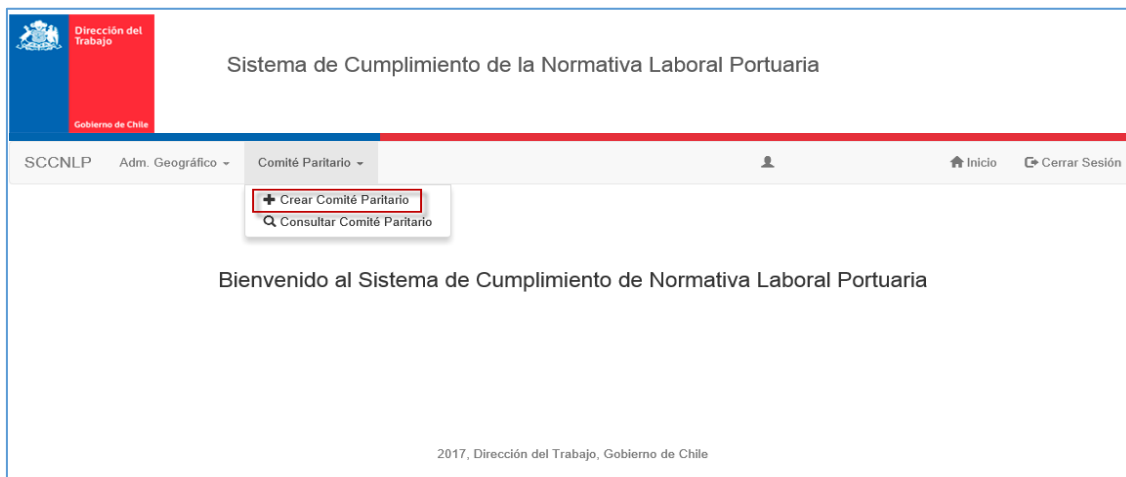 Dirección del
Trabajo
Gobierno de Chile
Sistema de Cumplimiento de la Normativa Laboral Portuaria
SCCNLP Adm. Geográfico Comité Paritario Inicio Cerrar Sesión
Crear Comité Paritario
Consultar Comité Paritario
Bienvenido al Sistema de Cumplimiento de Normativa Laboral Portuaria
2017, Dirección del Trabajo, Gobierno de Chile